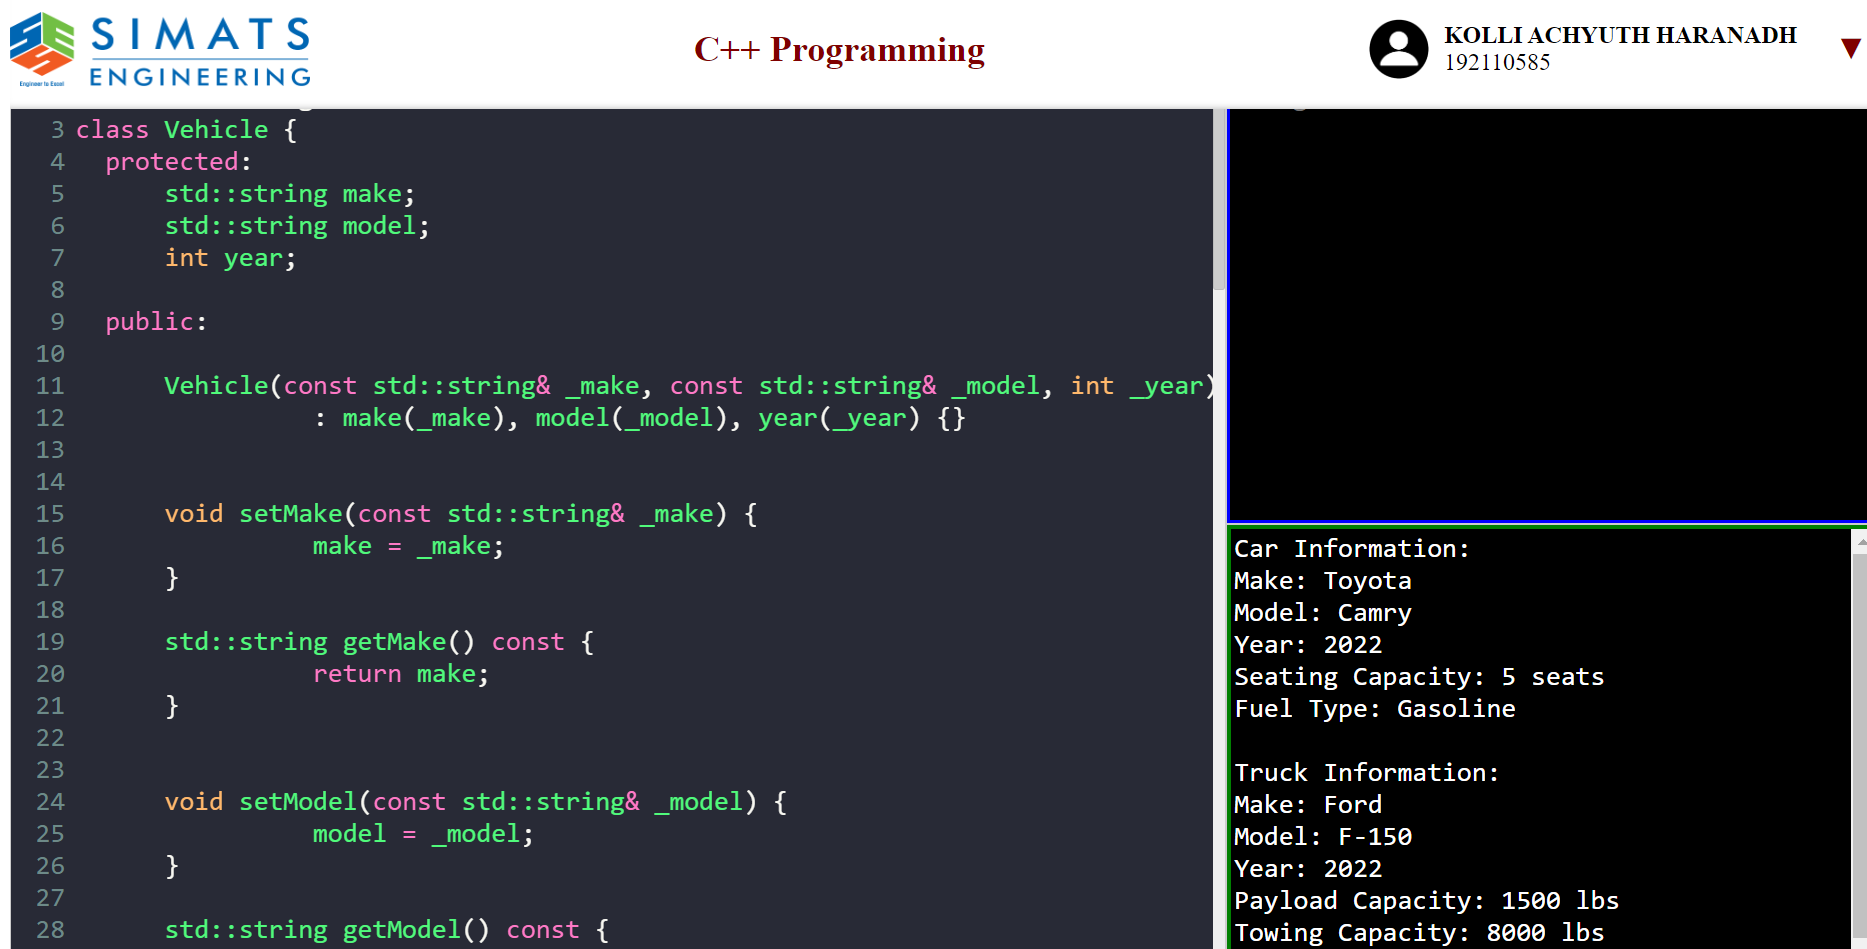 SIMATS
ENGINEERING
Engineer to Excel
C++ Programming
KOLLI ACHYUTH HARANADH
192110585
3 class Vehicle {
4   protected:
5       std::string make;
6       std::string model;
7       int year;
8
9   public:
10
11       Vehicle(const std::string& _make, const std::string& _model, int _year)
12                 : make(_make), model(_model), year(_year) {}
13
14
15       void setMake(const std::string& _make) {
16                 make = _make;
17       }
18
19       std::string getMake() const {
20                 return make;
21       }
22
23
24       void setModel(const std::string& _model) {
25                 model = _model;
26       }
27
28       std::string getModel() const {
Car Information:
Make: Toyota
Model: Camry
Year: 2022
Seating Capacity: 5 seats
Fuel Type: Gasoline
Truck Information:
Make: Ford
Model: F-150
Year: 2022
Payload Capacity: 1500 lbs
Towing Capacity: 8000 lbs